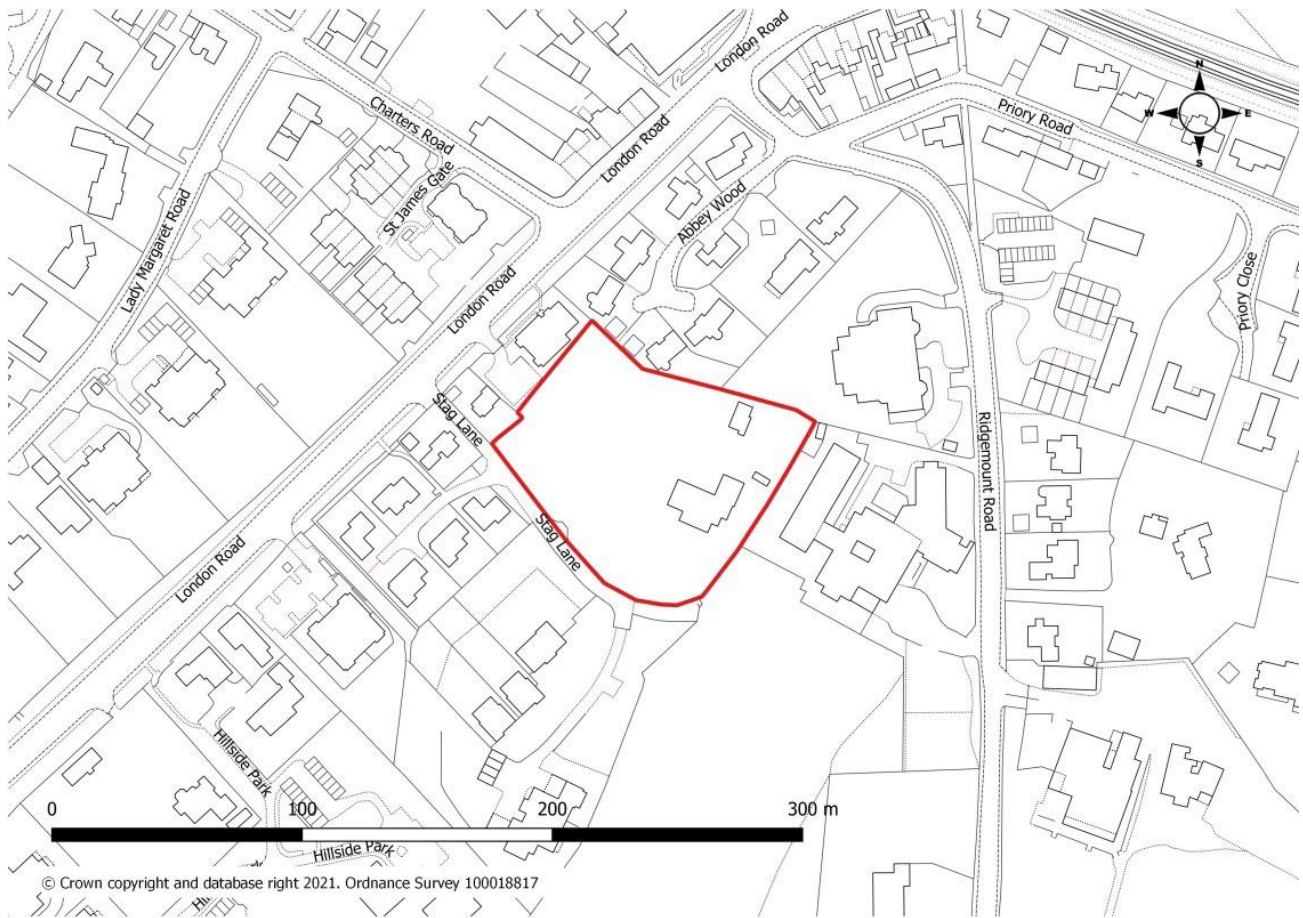 London Road
N
W
E
S
Priory Road
Charters Road
London Road
St James Gate
Abbey Wood
Lady Margaret Road
London Road
Priory Close
Stag Lane
Ridgemount Road
Stag Lane
London Road
Hillside Park
0 100 200 300 m
Hillside Park
© Crown copyright and database right 2021. Ordnance Survey 100018817